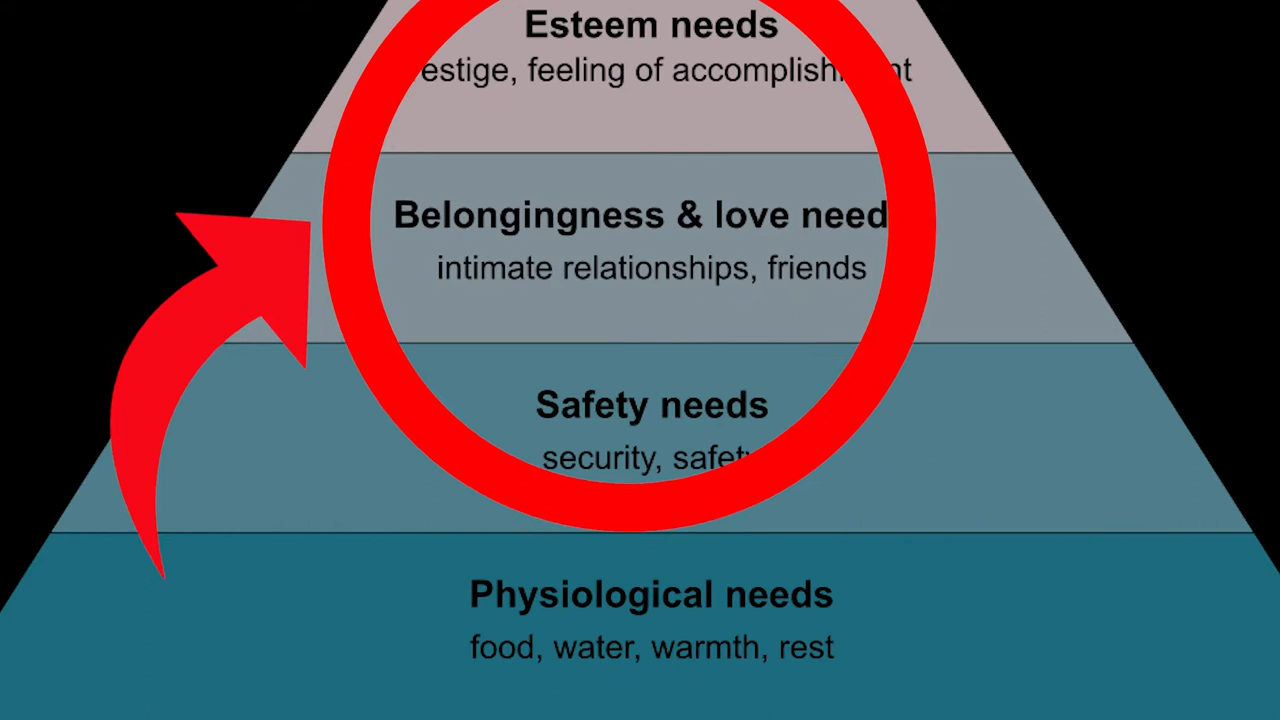 Esteem needs
feeling of
Belongingness & love need
intimate relationships, friends
Safety needs
security,
Physiological needs
food, water, warmth, rest